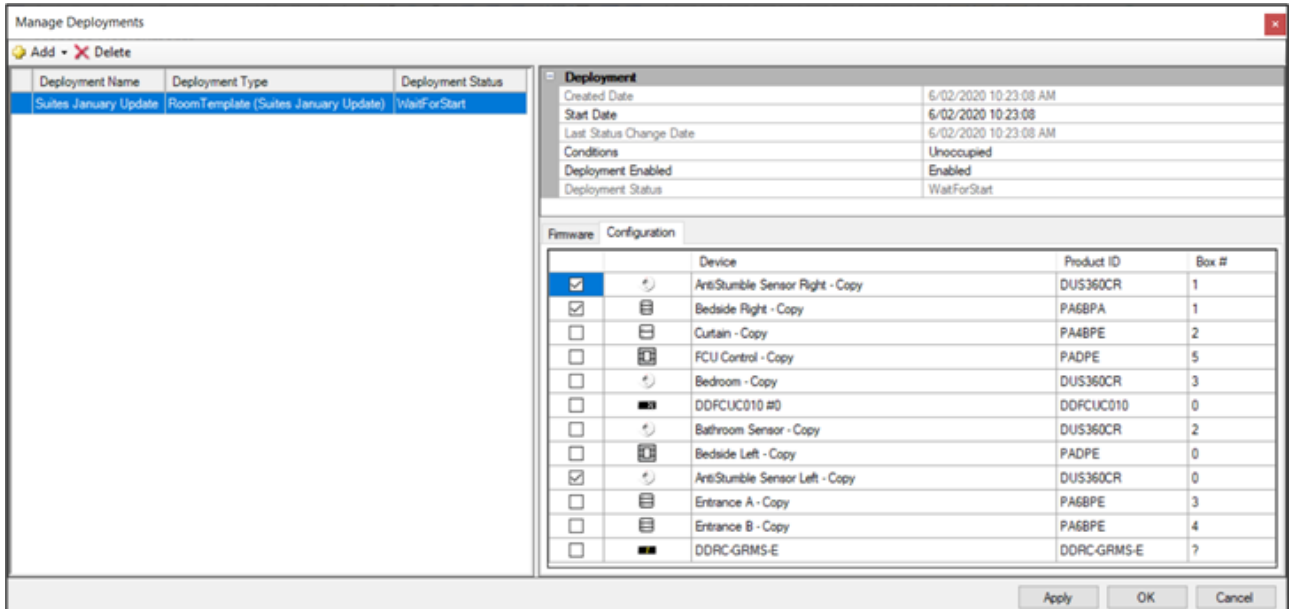 Manage Deployments
Add Delete
Deployment Name Deployment Type Deployment Status
Suites January Update RoomTemplate (Suites January Update) WaitForStart
Deployment
Created Date 6/02/2020 10:23:08 AM
Start Date 6/02/2020 10:23:08
Last Status Change Date 6/02/2020 10:23:08 AM
Conditions Unoccupied
Deployment Enabled Enabled
Deployment Status WaitForStart
Firmware Configuration
Device Product ID Box #
AntiStumble Sensor Right - Copy DUS360CR 1
Bedside Right - Copy PA6BPA 1
Curtain - Copy PA4BPE 2
FCU Control - Copy PADPE 5
Bedroom - Copy DUS360CR 3
DDFCUC010 #0 DDFCUC010 0
Bathroom Sensor - Copy DUS360CR 2
Bedside Left - Copy PADPE 0
AntiStumble Sensor Left - Copy DUS360CR 0
Entrance A - Copy PA6BPE 3
Entrance B - Copy PA6BPE 4
DDRC-GRMS-E DDRC-GRMS-E ?
Apply OK Cancel